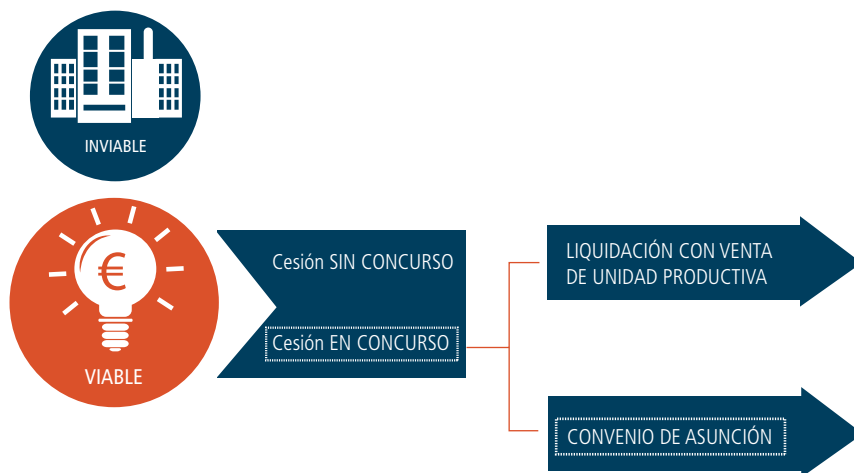 INVIABLE
€
VIABLE
Cesión SIN CONCURSO
Cesión EN CONCURSO
LIQUIDACIÓN CON VENTA
DE UNIDAD PRODUCTIVA
CONVENIO DE ASUNCIÓN